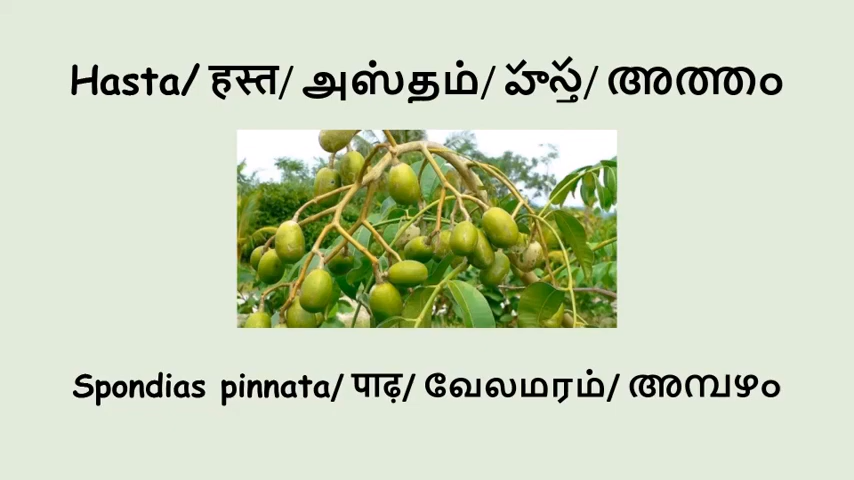 Hasta/ हस्त/ அஸ்தம்/ హస్త/ അത്തം
Spondias pinnata/ पाढ़/ வேலமரம்/ അമ്പഴം